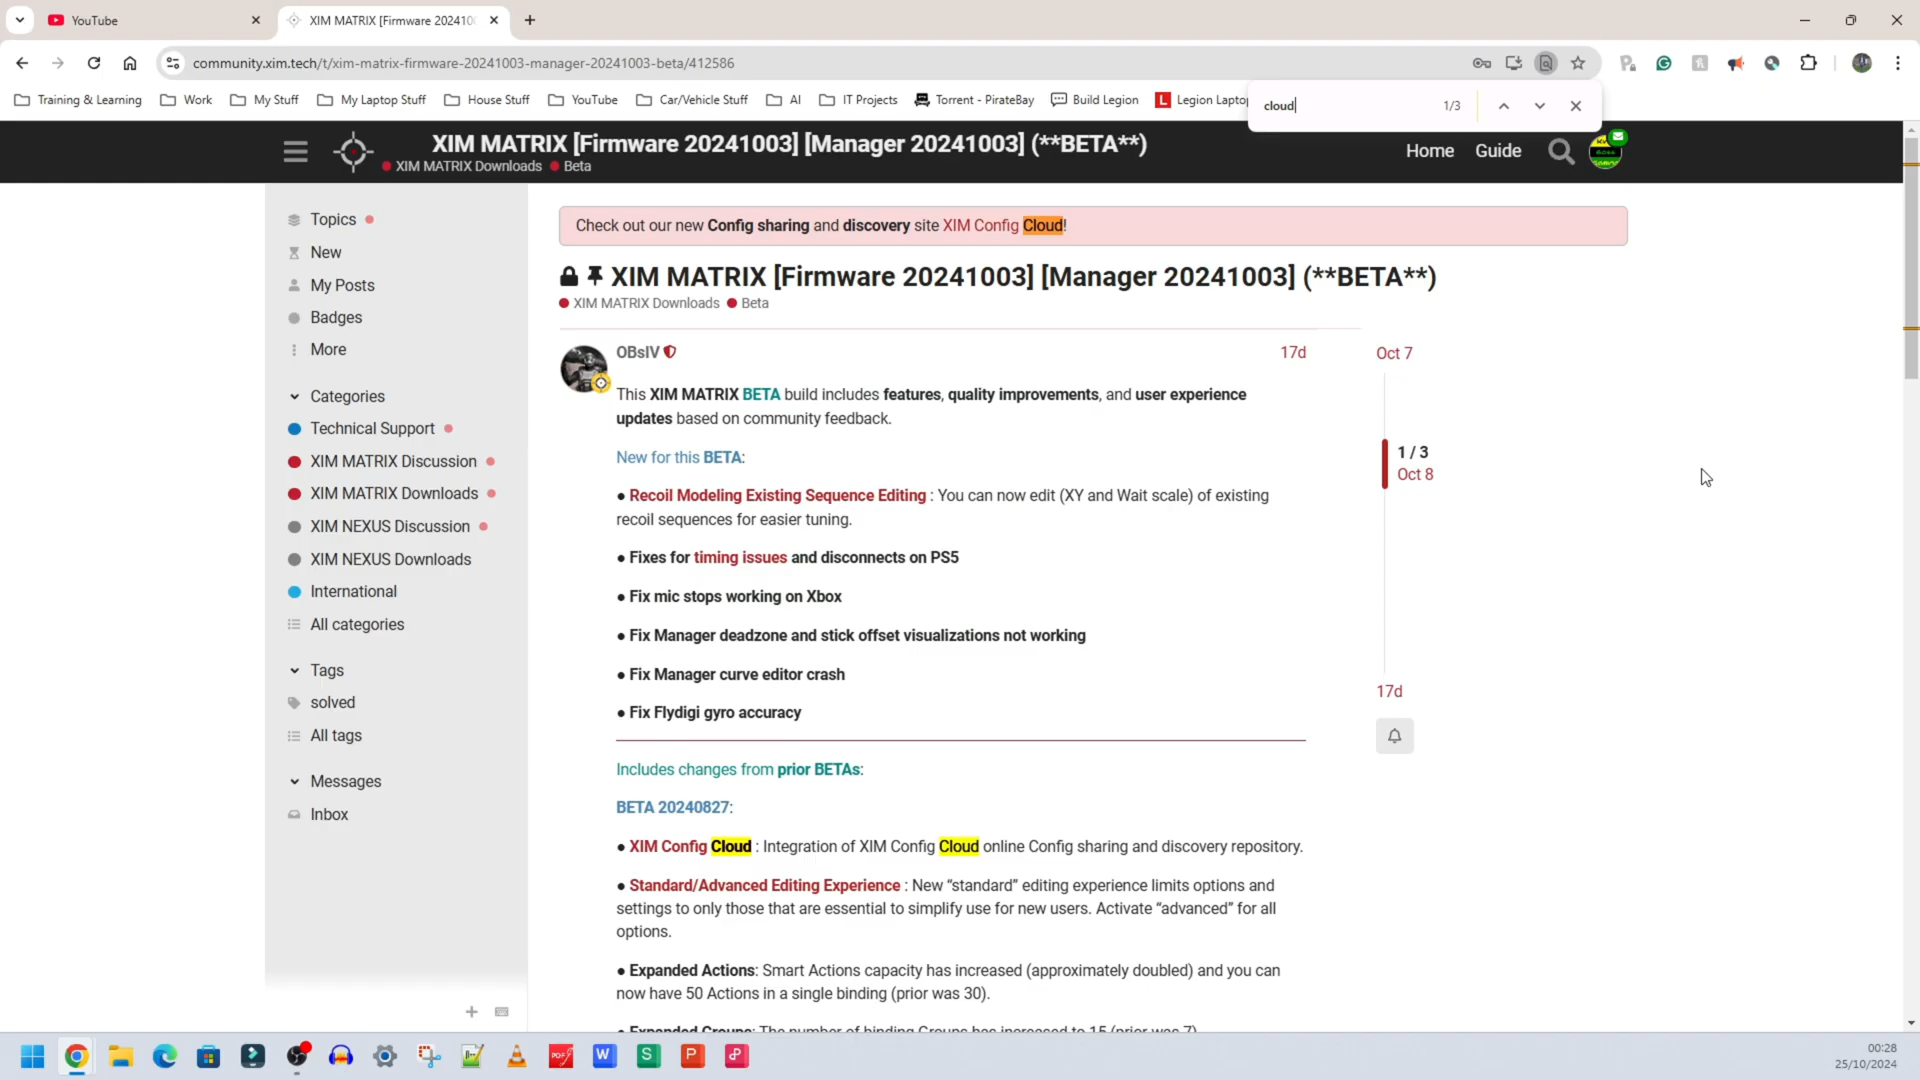 YouTube
XIM MATRIX [Firmware 202410
community.xim.tech/t/xim-matrix-firmware-20241003-manager-20241003-beta/412586
Training & Learning
Work
My Stuff
My Laptop Stuff
House Stuff
YouTube
Car/Vehicle Stuff
AI
IT Projects
Torrent - PirateBay
Build Legion
Legion Laptop
cloud
1/3
XIM MATRIX [Firmware 20241003] [Manager 20241003] (**BETA**)
XIM MATRIX Downloads Beta
Home
Guide
Topics
New
My Posts
Badges
More
Categories
Technical Support
XIM MATRIX Discussion
XIM MATRIX Downloads
XIM NEXUS Discussion
XIM NEXUS Downloads
International
All categories
Tags
solved
All tags
Messages
Inbox
Check out our new Config sharing and discovery site XIM Config Cloud!
XIM MATRIX [Firmware 20241003] [Manager 20241003] (**BETA**)
XIM MATRIX Downloads Beta
OBsIV
17d
This XIM MATRIX BETA build includes features, quality improvements, and user experience
updates based on community feedback.
New for this BETA:
● Recoil Modeling Existing Sequence Editing : You can now edit (XY and Wait scale) of existing
recoil sequences for easier tuning.
● Fixes for timing issues and disconnects on PS5
● Fix mic stops working on Xbox
● Fix Manager deadzone and stick offset visualizations not working
● Fix Manager curve editor crash
● Fix Flydigi gyro accuracy
Includes changes from prior BETAs:
BETA 20240827:
● XIM Config Cloud : Integration of XIM Config Cloud online Config sharing and discovery repository.
● Standard/Advanced Editing Experience : New “standard” editing experience limits options and
settings to only those that are essential to simplify use for new users. Activate “advanced” for all
options.
● Expanded Actions: Smart Actions capacity has increased (approximately doubled) and you can
now have 50 Actions in a single binding (prior was 30).
● Expanded Groups: The number of binding Groups has increased to 15 (prior was 7)
Oct 7
1 / 3
Oct 8
17d
00:28
25/10/2024